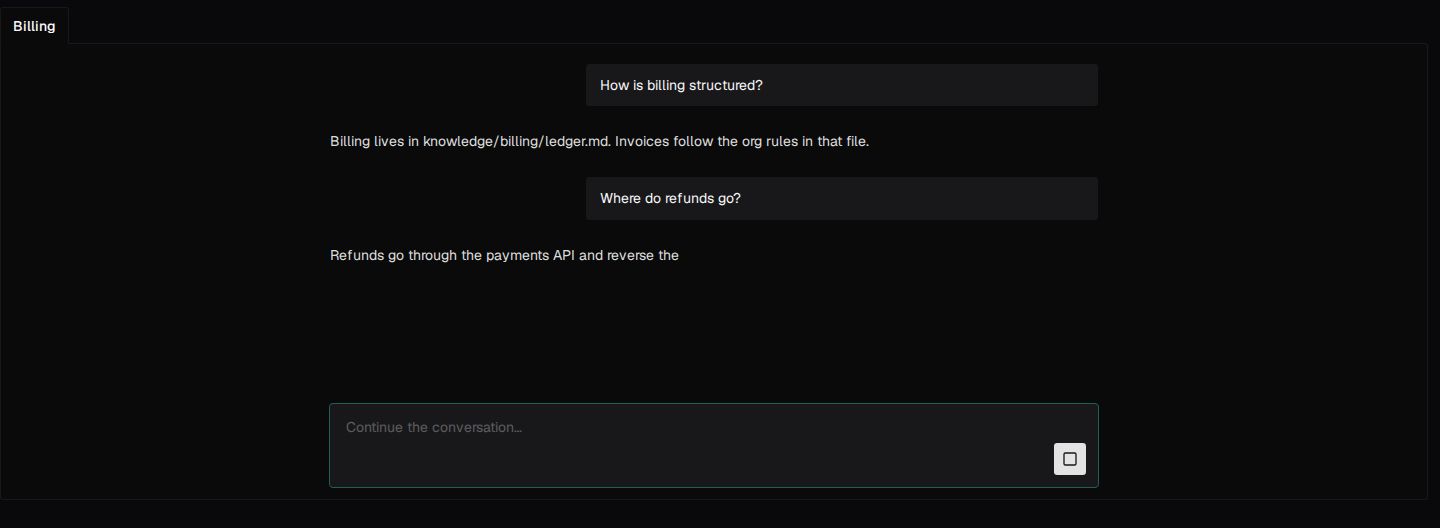 Billing
How is billing structured?
Billing lives in knowledge/billing/ledger.md. Invoices follow the org rules in that file.
Where do refunds go?
Refunds go through the payments API and reverse the
Continue the conversation…